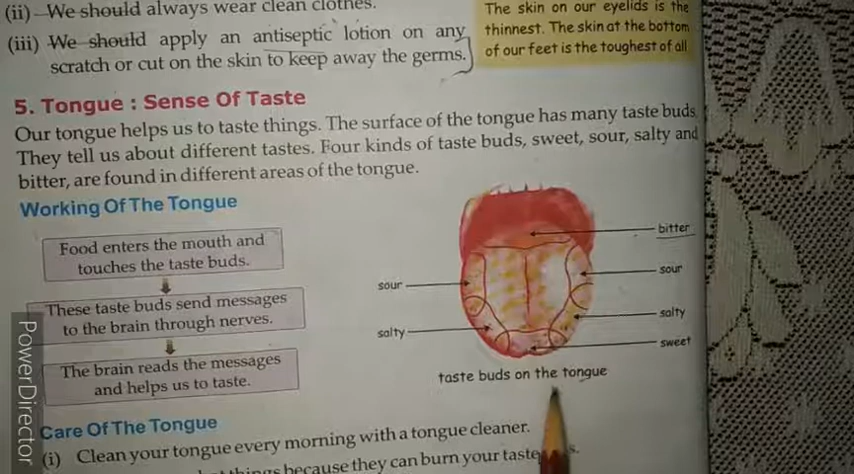 (ii) We should always wear clean clothes.
(iii) We should apply an antiseptic lotion on any
scratch or cut on the skin to keep away the germs.
The skin on our eyelids is the
thinnest. The skin at the bottom
of our feet is the toughest of all
5. Tongue : Sense Of Taste
Our tongue helps us to taste things. The surface of the tongue has many taste buds.
They tell us about different tastes. Four kinds of taste buds, sweet, sour, salty and
bitter, are found in different areas of the tongue.
Working Of The Tongue
Food enters the mouth and
touches the taste buds.
These taste buds send messages
to the brain through nerves.
The brain reads the messages
and helps us to taste.
bitter
sour
sour
salty
salty
sweet
taste buds on the tongue
Care Of The Tongue
(i) Clean your tongue every morning with a tongue cleaner.
things because they can burn your taste
PowerDirector